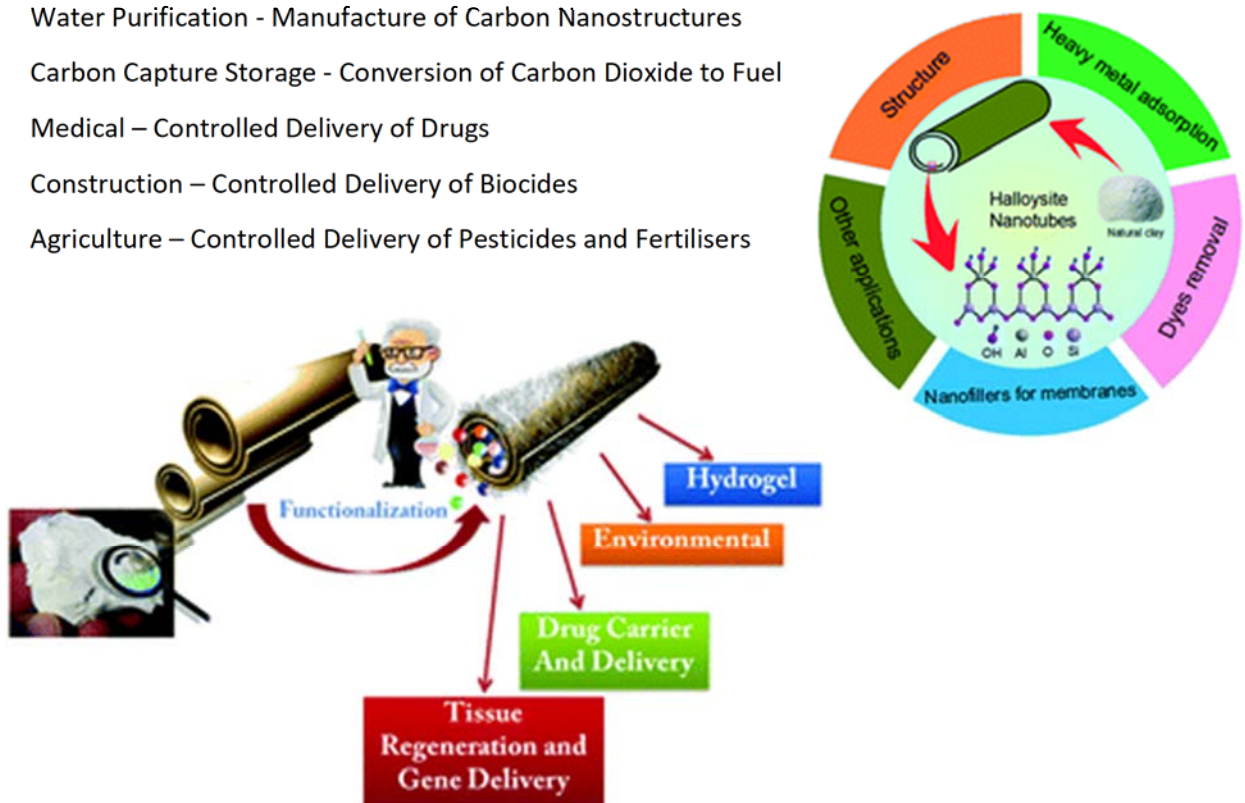 Water Purification - Manufacture of Carbon Nanostructures
Carbon Capture Storage - Conversion of Carbon Dioxide to Fuel
Medical – Controlled Delivery of Drugs
Construction – Controlled Delivery of Biocides
Agriculture – Controlled Delivery of Pesticides and Fertilisers
Structure
Heavy metal adsorption
Dyes removal
Nanofillers for membranes
Other applications
Halloysite
Nanotubes
Natural clay
OH Al O Si
Functionalization
Hydrogel
Environmental
Drug Carrier
And Delivery
Tissue
Regeneration and
Gene Delivery